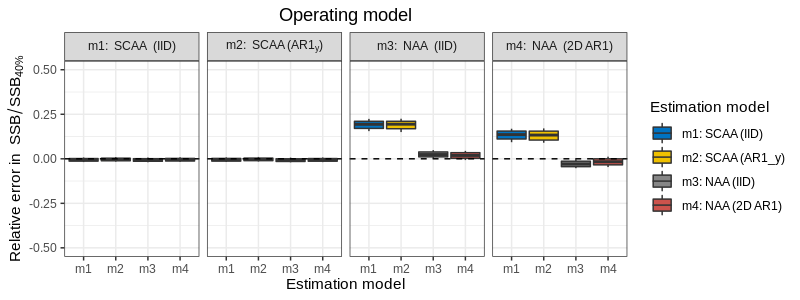 Operating model
m1: SCAA (IID)
m2: SCAA (AR1y)
m3: NAA (IID)
m4: NAA (2D AR1)
Relative error in SSB/SSB40%
0.50
0.25
0.00
-0.25
-0.50
m1 m2 m3 m4
m1 m2 m3 m4
m1 m2 m3 m4
m1 m2 m3 m4
Estimation model
Estimation model
m1: SCAA (IID)
m2: SCAA (AR1_y)
m3: NAA (IID)
m4: NAA (2D AR1)